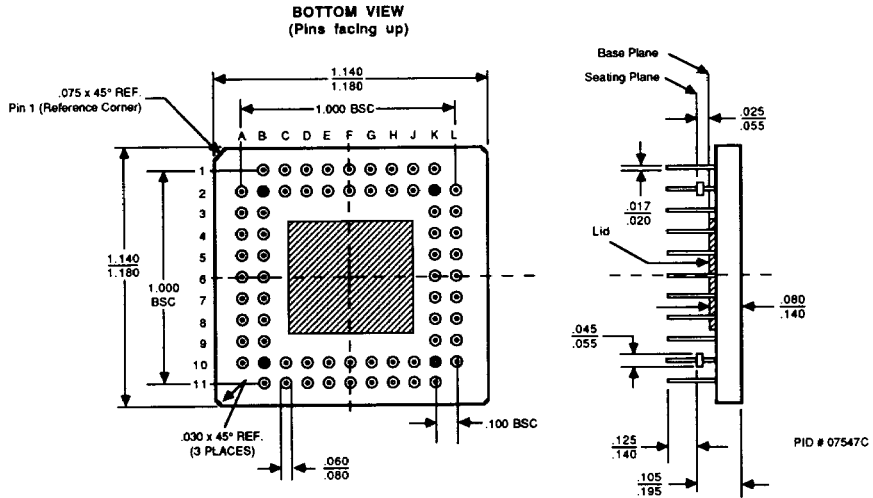 BOTTOM VIEW
(Pins facing up)
.075 x 45° REF.
Pin 1 (Reference Corner)
1.140
1.180
1.000 BSC
A B C D E F G H J K L
1
2
3
4
5
6
7
8
9
10
11
1.140
1.180
1.000
BSC
.030 x 45° REF.
(3 PLACES)
.060
.080
.100 BSC
Base Plane
Seating Plane
.025
.055
.017
.020
Lid
.080
.140
.045
.055
.125
.140
.105
.195
PID # 07547C